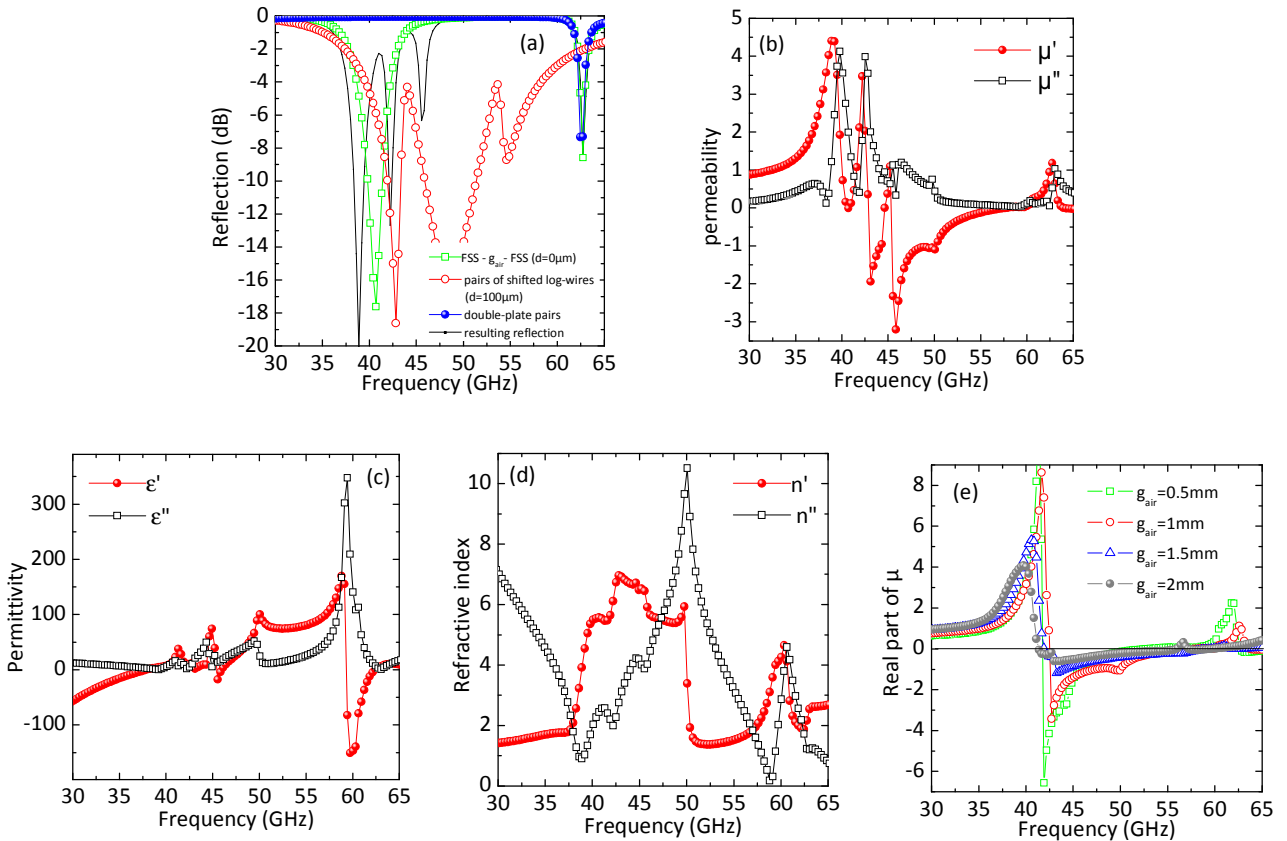 (a)
0
-2
-4
-6
-8
-10
-12
-14
-16
-18
-20
Reflection (dB)
FSS - gair- FSS (d=0μm)
pairs of shifted log-wires
(d=100μm)
double-plate pairs
resulting reflection
30 35 40 45 50 55 60 65
Frequency (GHz)
(b)
μ'
μ"
5
4
3
2
1
0
-1
-2
-3
permeability
30 35 40 45 50 55 60 65
Frequency (GHz)
(c)
ε'
ε"
300
200
100
0
-100
Permittivity
30 35 40 45 50 55 60 65
Frequency (GHz)
(d)
n'
n"
10
8
6
4
2
0
Refractive index
30 35 40 45 50 55 60 65
Frequency (GHz)
(e)
gair=0.5mm
gair=1mm
gair=1.5mm
gair=2mm
8
6
4
2
0
-2
-4
-6
Real part of μ
30 35 40 45 50 55 60 65
Frequency (GHz)